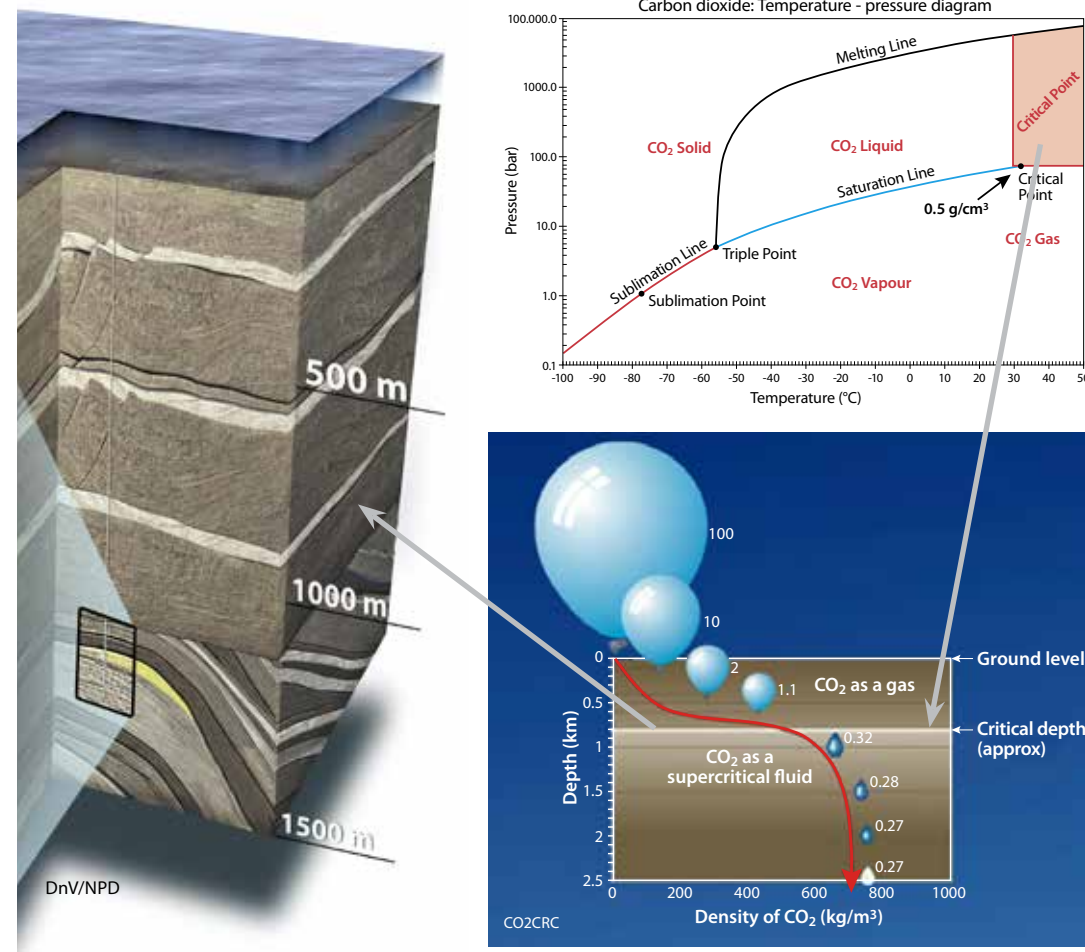 Carbon dioxide: Temperature - pressure diagram
100.000.0
1000.0
100.0
10.0
1.0
0.1
Pressure (bar)
-100 -90 -80 -70 -60 -50 -40 -30 -20 -10 0 10 20 30 40 50
Temperature (°C)
Melting Line
CO₂ Solid
CO₂ Liquid
Critical Point
Saturation Line
0.5 g/cm³
Critical
Point
Sublimation Line
Triple Point
CO₂ Gas
Sublimation Point
CO₂ Vapour
500 m
1000 m
1500 m
DnV/NPD
100
10
2
1.1
0
0.5
1
1.5
2
2.5
Depth (km)
CO₂ as a gas
Ground level
Critical depth
(approx)
CO₂ as a
supercritical fluid
0.32
0.28
0.27
0.27
0 200 400 600 800 1000
Density of CO₂ (kg/m³)
CO2CRC